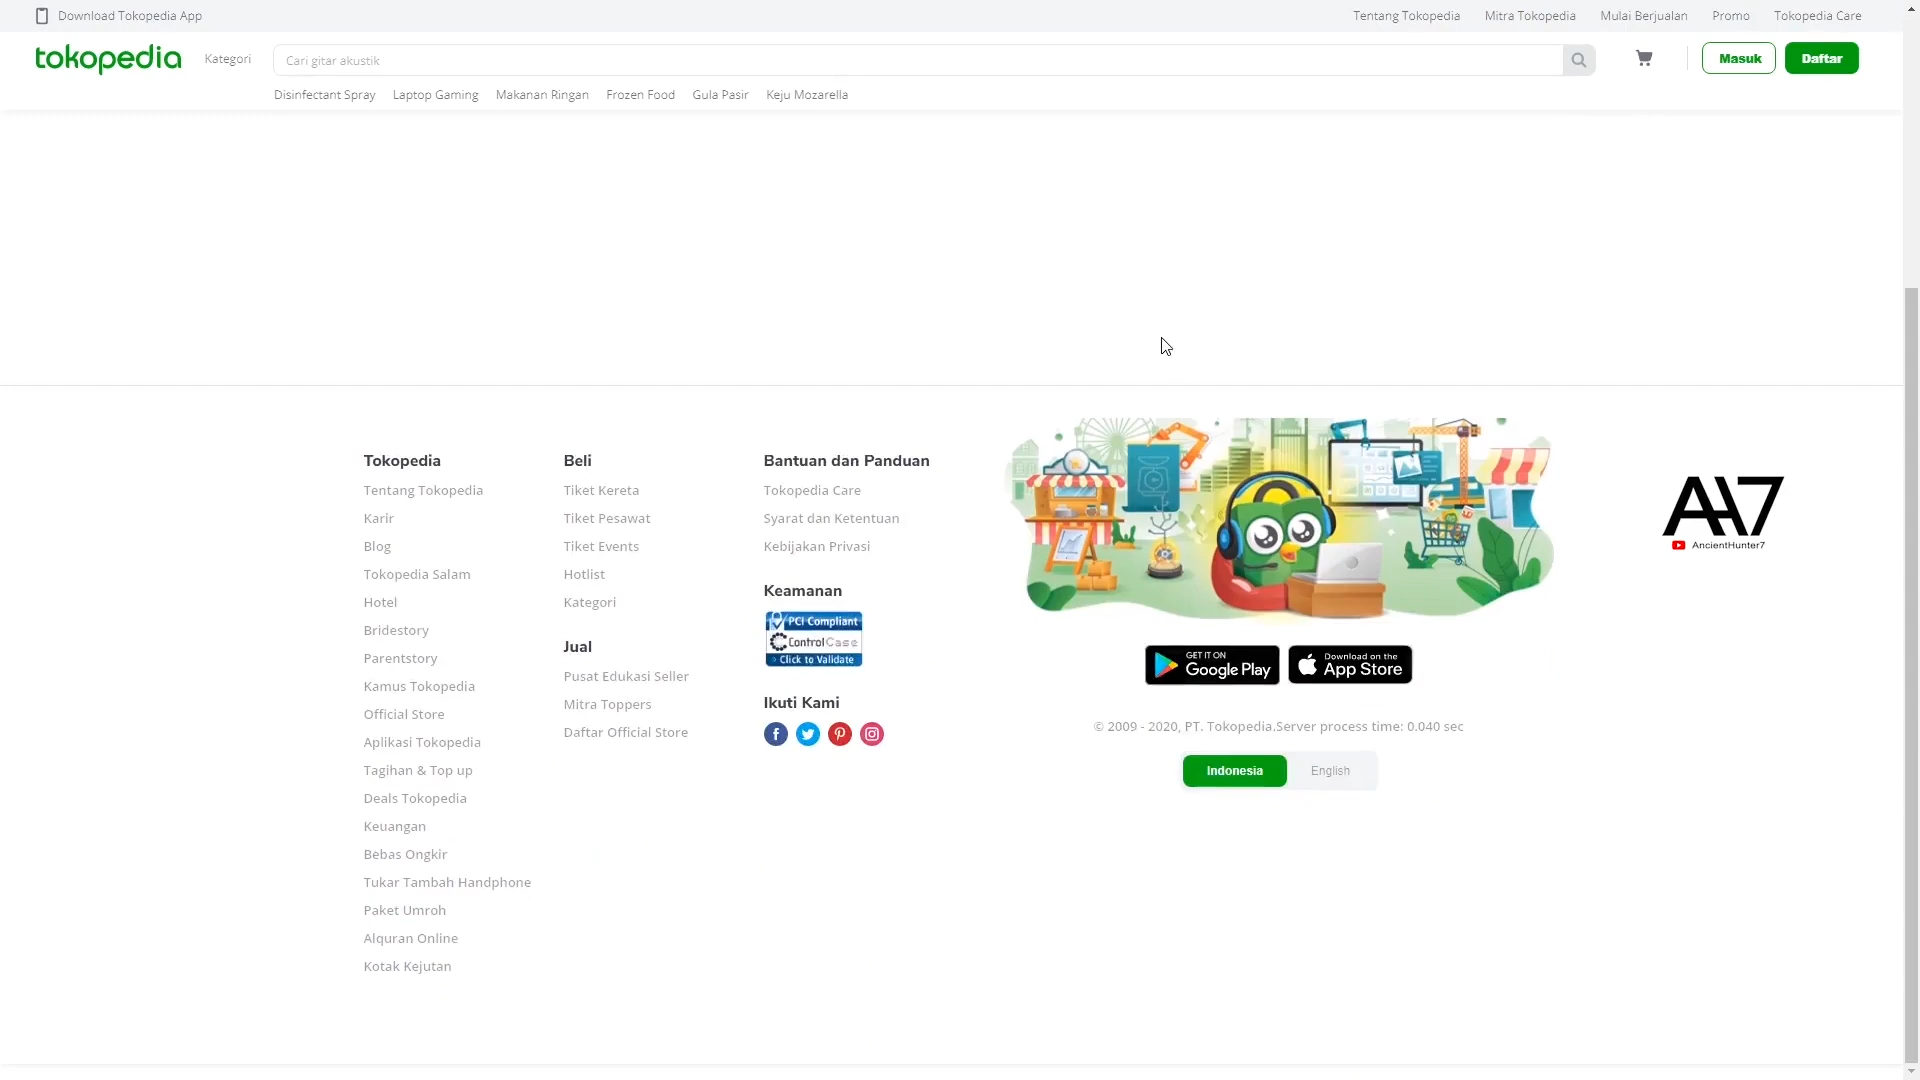 Download Tokopedia App
Tentang Tokopedia Mitra Tokopedia Mulai Berjualan Promo Tokopedia Care
tokopedia Kategori Cari gitar akustik Masuk Daftar
Disinfectant Spray Laptop Gaming Makanan Ringan Frozen Food Gula Pasir Keju Mozarella
Tokopedia
Tentang Tokopedia
Karir
Blog
Tokopedia Salam
Hotel
Bridestory
Parentstory
Kamus Tokopedia
Official Store
Aplikasi Tokopedia
Tagihan & Top up
Deals Tokopedia
Keuangan
Bebas Ongkir
Tukar Tambah Handphone
Paket Umroh
Alquran Online
Kotak Kejutan
Beli
Tiket Kereta
Tiket Pesawat
Tiket Events
Hotlist
Kategori
Jual
Pusat Edukasi Seller
Mitra Toppers
Daftar Official Store
Bantuan dan Panduan
Tokopedia Care
Syarat dan Ketentuan
Kebijakan Privasi
Keamanan
PCI Compliant
ControlCase
> Click to Validate
Ikuti Kami
GET IT ON
Google Play
Download on the
App Store
© 2009 - 2020, PT. Tokopedia.Server process time: 0.040 sec
Indonesia English
AH7
AncientHunter7